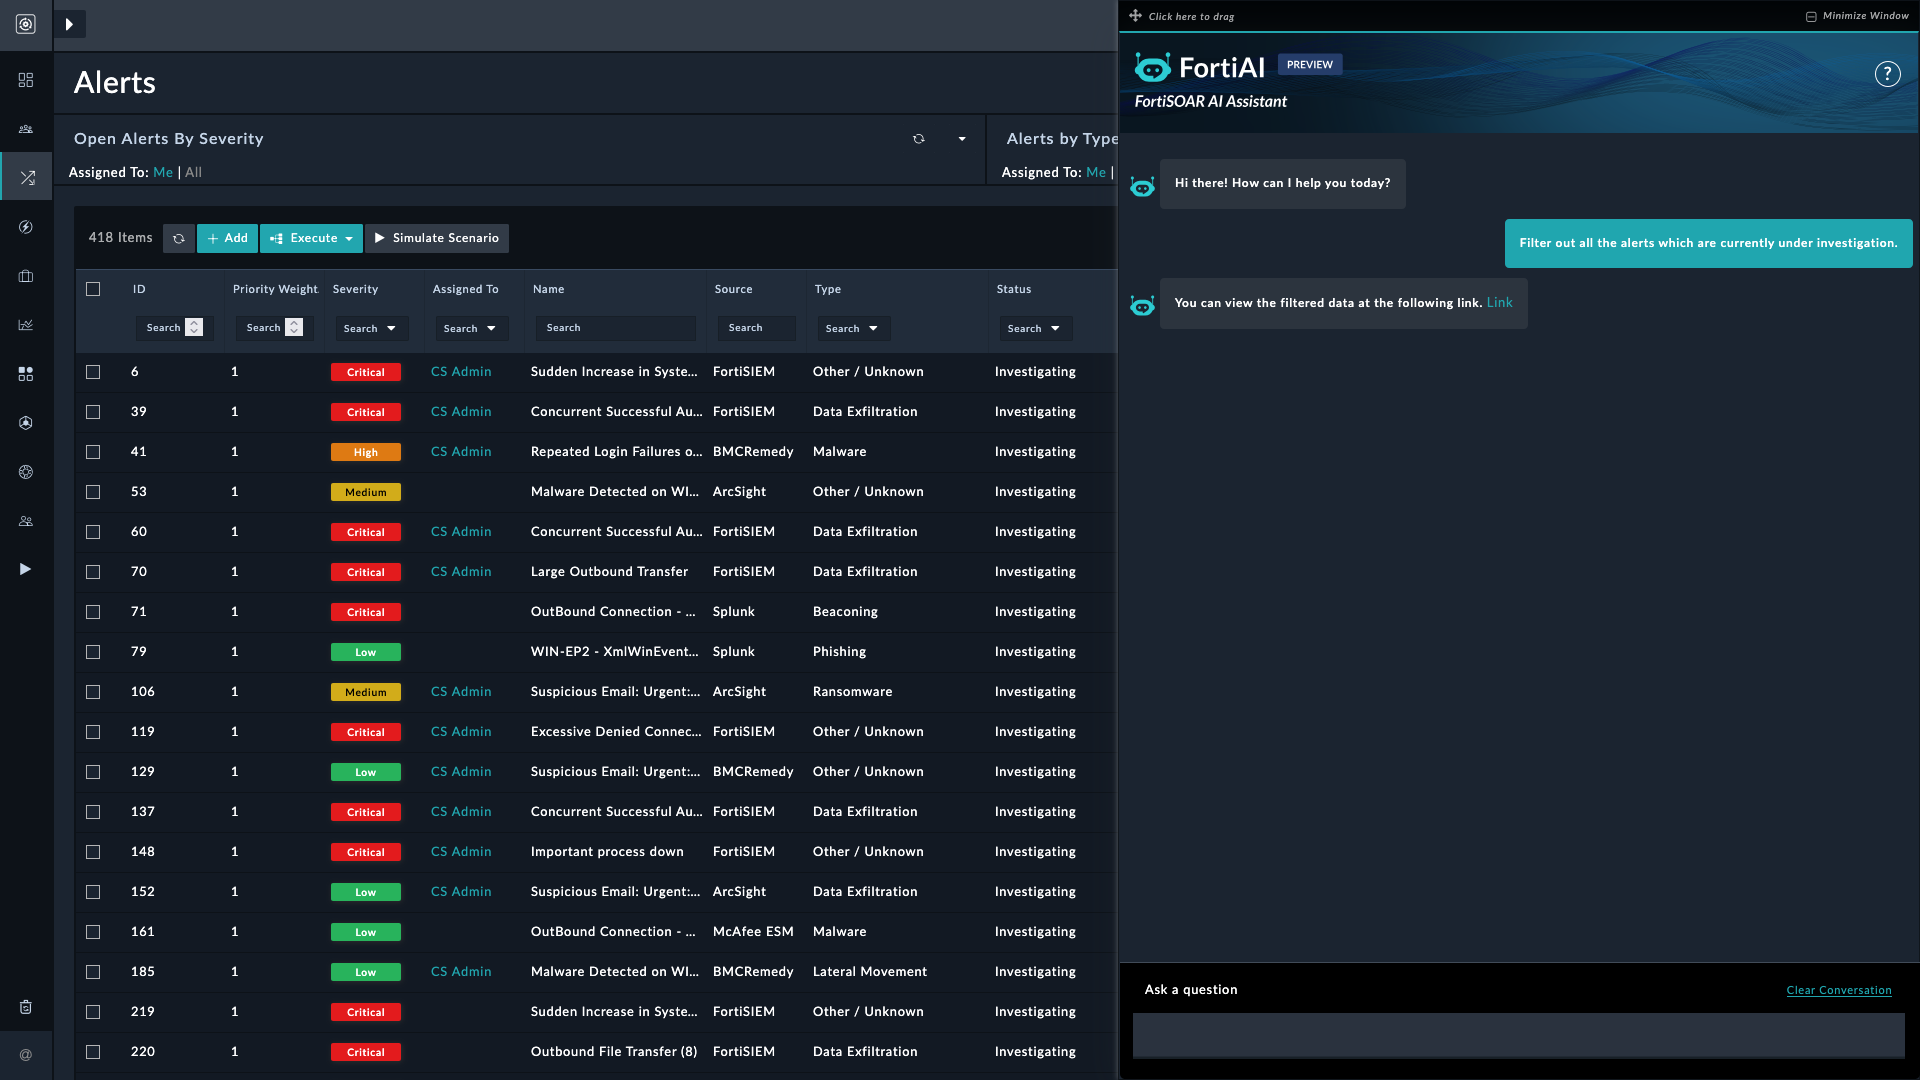 Click here to drag
Minimize Window
FortiAI PREVIEW
FortiSOAR AI Assistant
?
Alerts
Open Alerts By Severity
Assigned To: Me | All
Alerts by Type
Assigned To: Me |
418 Items
Add
Execute
Simulate Scenario
ID Priority Weight Severity Assigned To Name Source Type Status
Search Search Search Search Search Search Search Search
6 1 Critical CS Admin Sudden Increase in Syste... FortiSIEM Other / Unknown Investigating
39 1 Critical CS Admin Concurrent Successful Au... FortiSIEM Data Exfiltration Investigating
41 1 High CS Admin Repeated Login Failures o... BMCRemedy Malware Investigating
53 1 Medium Malware Detected on WI... ArcSight Other / Unknown Investigating
60 1 Critical CS Admin Concurrent Successful Au... FortiSIEM Data Exfiltration Investigating
70 1 Critical CS Admin Large Outbound Transfer FortiSIEM Data Exfiltration Investigating
71 1 Critical OutBound Connection - ... Splunk Beaconing Investigating
79 1 Low WIN-EP2 - XmlWinEvent... Splunk Phishing Investigating
106 1 Medium CS Admin Suspicious Email: Urgent:... ArcSight Ransomware Investigating
119 1 Critical CS Admin Excessive Denied Connec... FortiSIEM Other / Unknown Investigating
129 1 Low CS Admin Suspicious Email: Urgent:... BMCRemedy Other / Unknown Investigating
137 1 Critical CS Admin Concurrent Successful Au... FortiSIEM Data Exfiltration Investigating
148 1 Critical CS Admin Important process down FortiSIEM Other / Unknown Investigating
152 1 Low CS Admin Suspicious Email: Urgent:... ArcSight Data Exfiltration Investigating
161 1 Low OutBound Connection - ... McAfee ESM Malware Investigating
185 1 Low CS Admin Malware Detected on WI... BMCRemedy Lateral Movement Investigating
219 1 Critical Sudden Increase in Syste... FortiSIEM Other / Unknown Investigating
220 1 Critical Outbound File Transfer (8) FortiSIEM Data Exfiltration Investigating
@
Hi there! How can I help you today?
Filter out all the alerts which are currently under investigation.
You can view the filtered data at the following link. Link
Ask a question
Clear Conversation